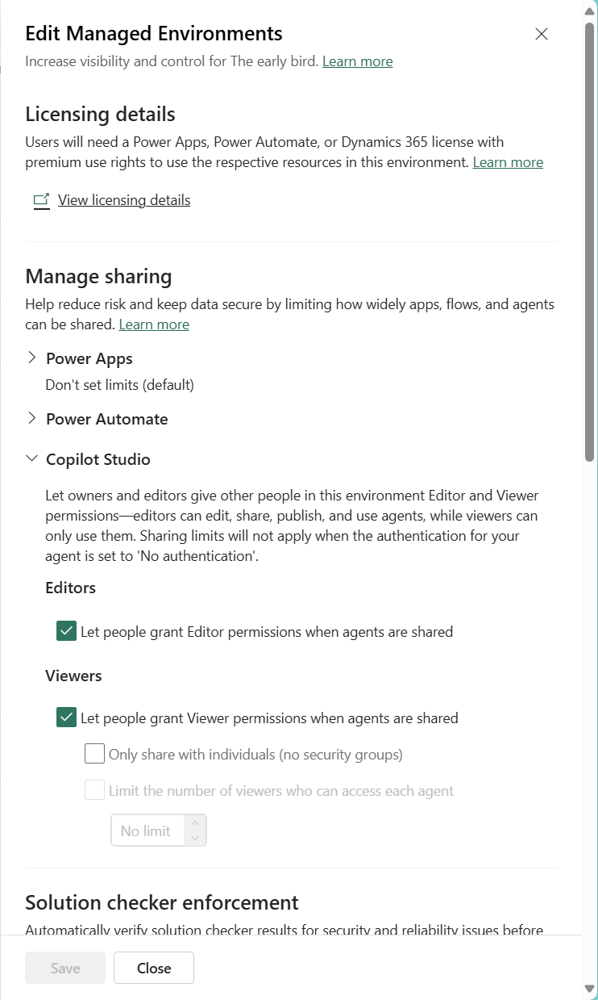 Edit Managed Environments
Increase visibility and control for The early bird. Learn more
Licensing details
Users will need a Power Apps, Power Automate, or Dynamics 365 license with
premium use rights to use the respective resources in this environment. Learn more
View licensing details
Manage sharing
Help reduce risk and keep data secure by limiting how widely apps, flows, and agents
can be shared. Learn more
Power Apps
Don't set limits (default)
Power Automate
Copilot Studio
Let owners and editors give other people in this environment Editor and Viewer
permissions—editors can edit, share, publish, and use agents, while viewers can
only use them. Sharing limits will not apply when the authentication for your
agent is set to 'No authentication'.
Editors
Let people grant Editor permissions when agents are shared
Viewers
Let people grant Viewer permissions when agents are shared
Only share with individuals (no security groups)
Limit the number of viewers who can access each agent
No limit
Solution checker enforcement
Automatically verify solution checker results for security and reliability issues before
Save
Close